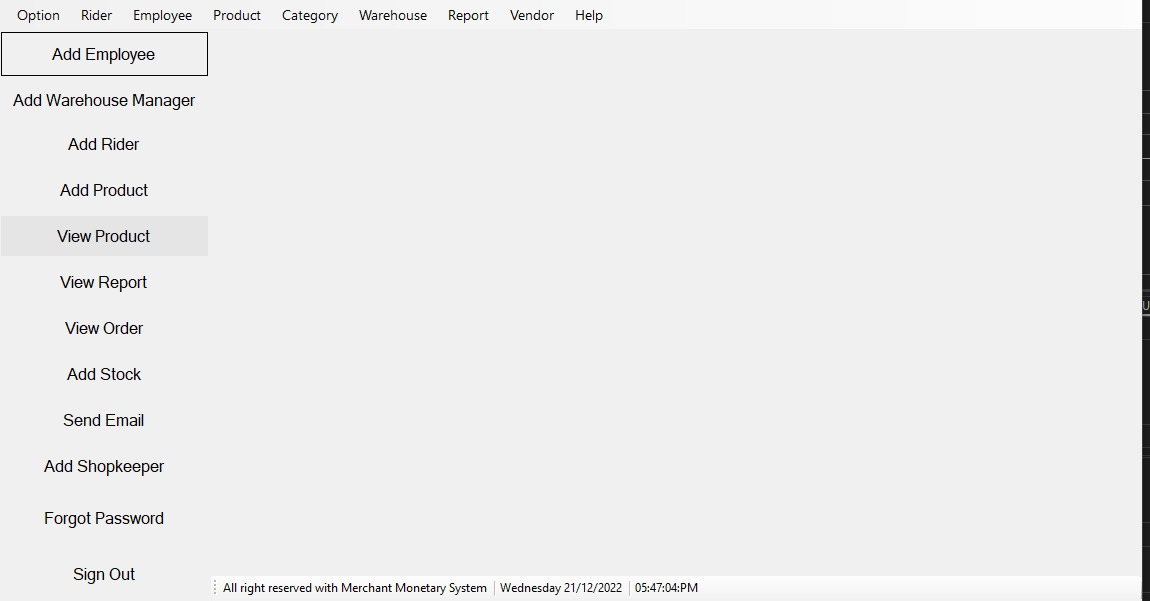 Option Rider Employee Product Category Warehouse Report Vendor Help
Add Employee
Add Warehouse Manager
Add Rider
Add Product
View Product
View Report
View Order
Add Stock
Send Email
Add Shopkeeper
Forgot Password
Sign Out
All right reserved with Merchant Monetary System Wednesday 21/12/2022 05:47:04:PM